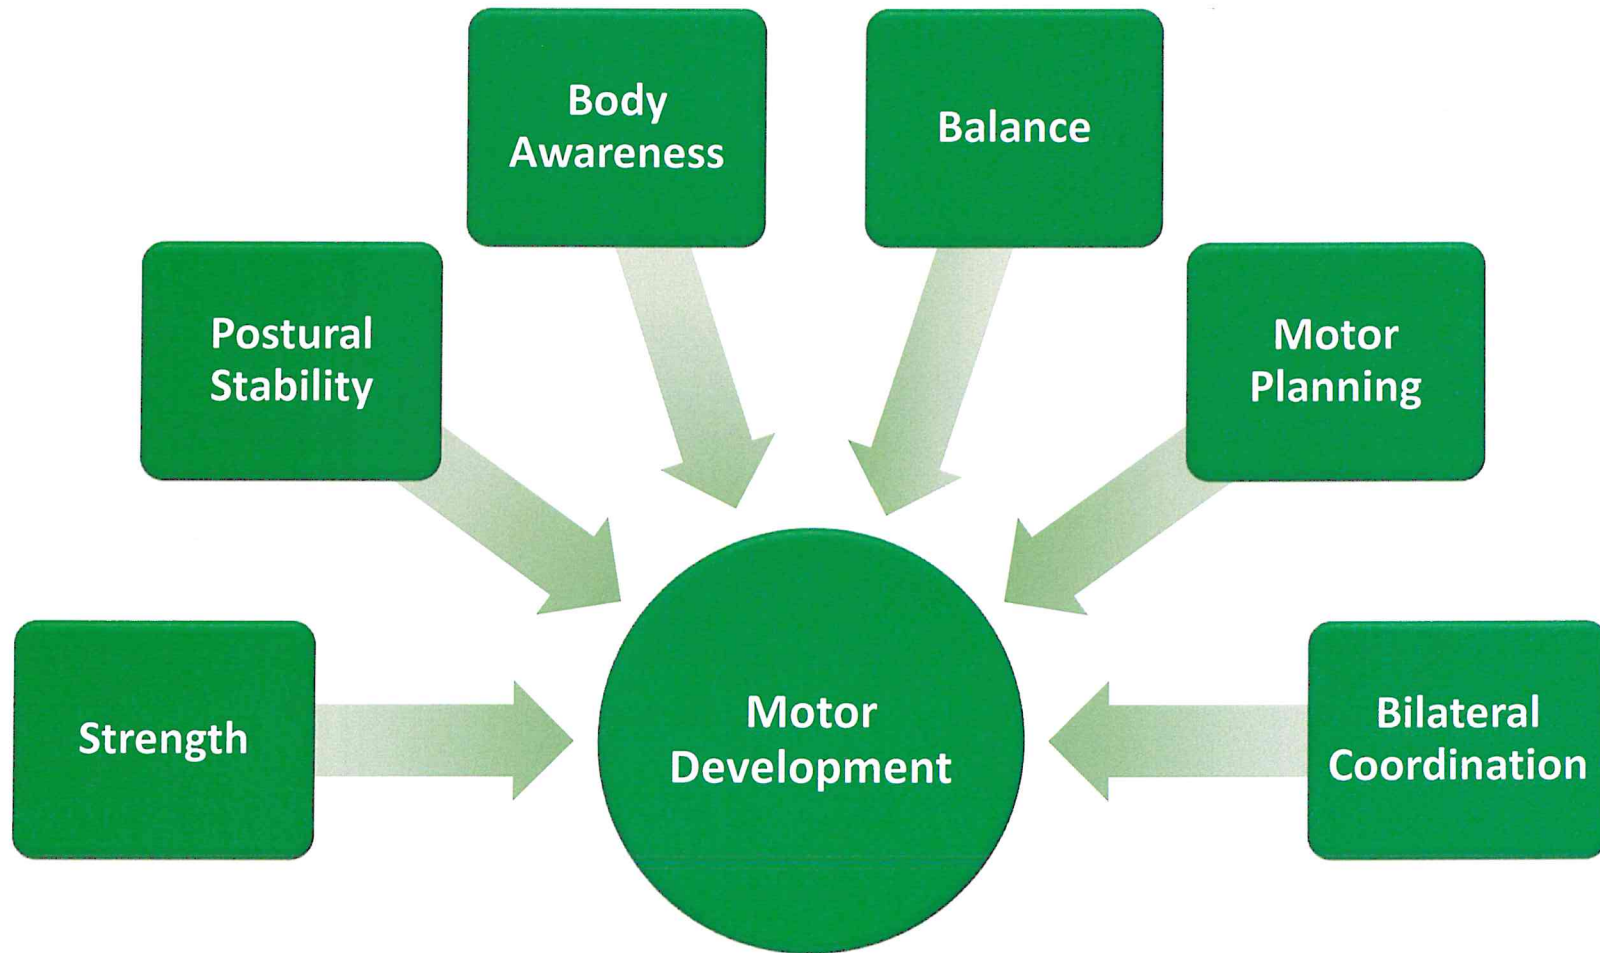 Body
Awareness
Balance
Postural
Stability
Motor
Planning
Strength
Motor
Development
Bilateral
Coordination